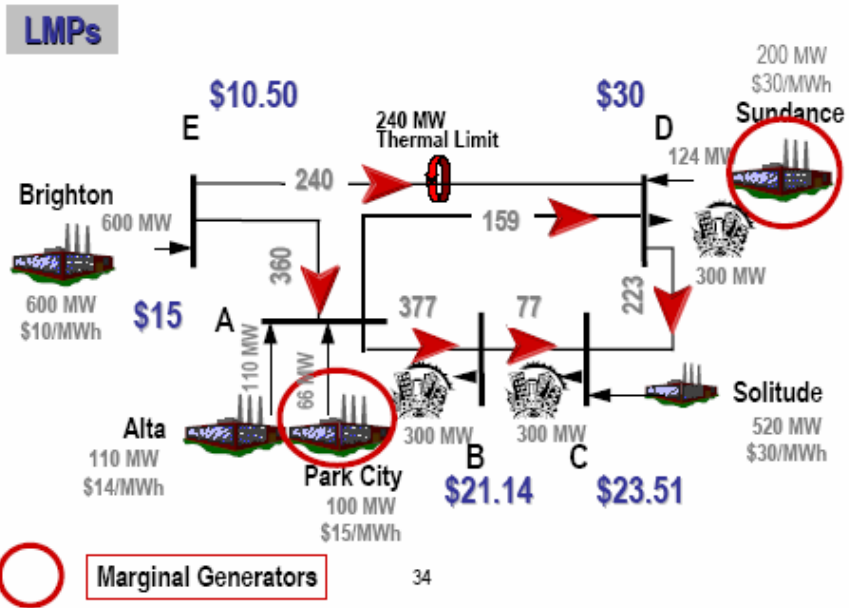 LMPs
200 MW
$30/MWh
Sundance
$10.50
$30
E
240 MW
Thermal Limit
D
124 MW
240
Brighton
600 MW
159
300 MW
360
223
600 MW
$10/MWh
$15
A
377
77
110 MW
66 MW
Solitude
520 MW
$30/MWh
Alta
110 MW
$14/MWh
300 MW
300 MW
B
C
Park City
100 MW
$15/MWh
$21.14
$23.51
Marginal Generators
34